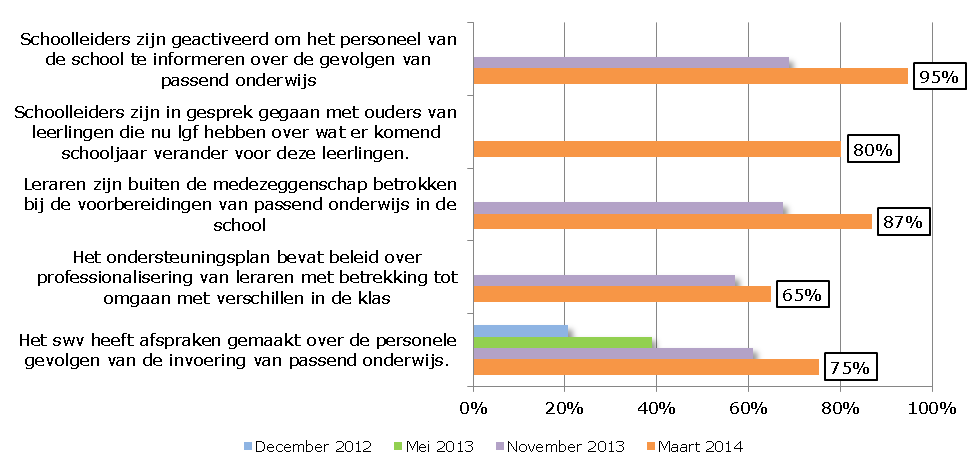 Schoolleiders zijn geactiveerd om het personeel van
de school te informeren over de gevolgen van
passend onderwijs
95%
Schoolleiders zijn in gesprek gegaan met ouders van
leerlingen die nu lgf hebben over wat er komend
schooljaar verander voor deze leerlingen.
80%
Leraren zijn buiten de medezeggenschap betrokken
bij de voorbereidingen van passend onderwijs in de
school
87%
Het ondersteuningsplan bevat beleid over
professionalisering van leraren met betrekking tot
omgaan met verschillen in de klas
65%
Het swv heeft afspraken gemaakt over de personele
gevolgen van de invoering van passend onderwijs.
75%
0% 20% 40% 60% 80% 100%
December 2012 Mei 2013 November 2013 Maart 2014